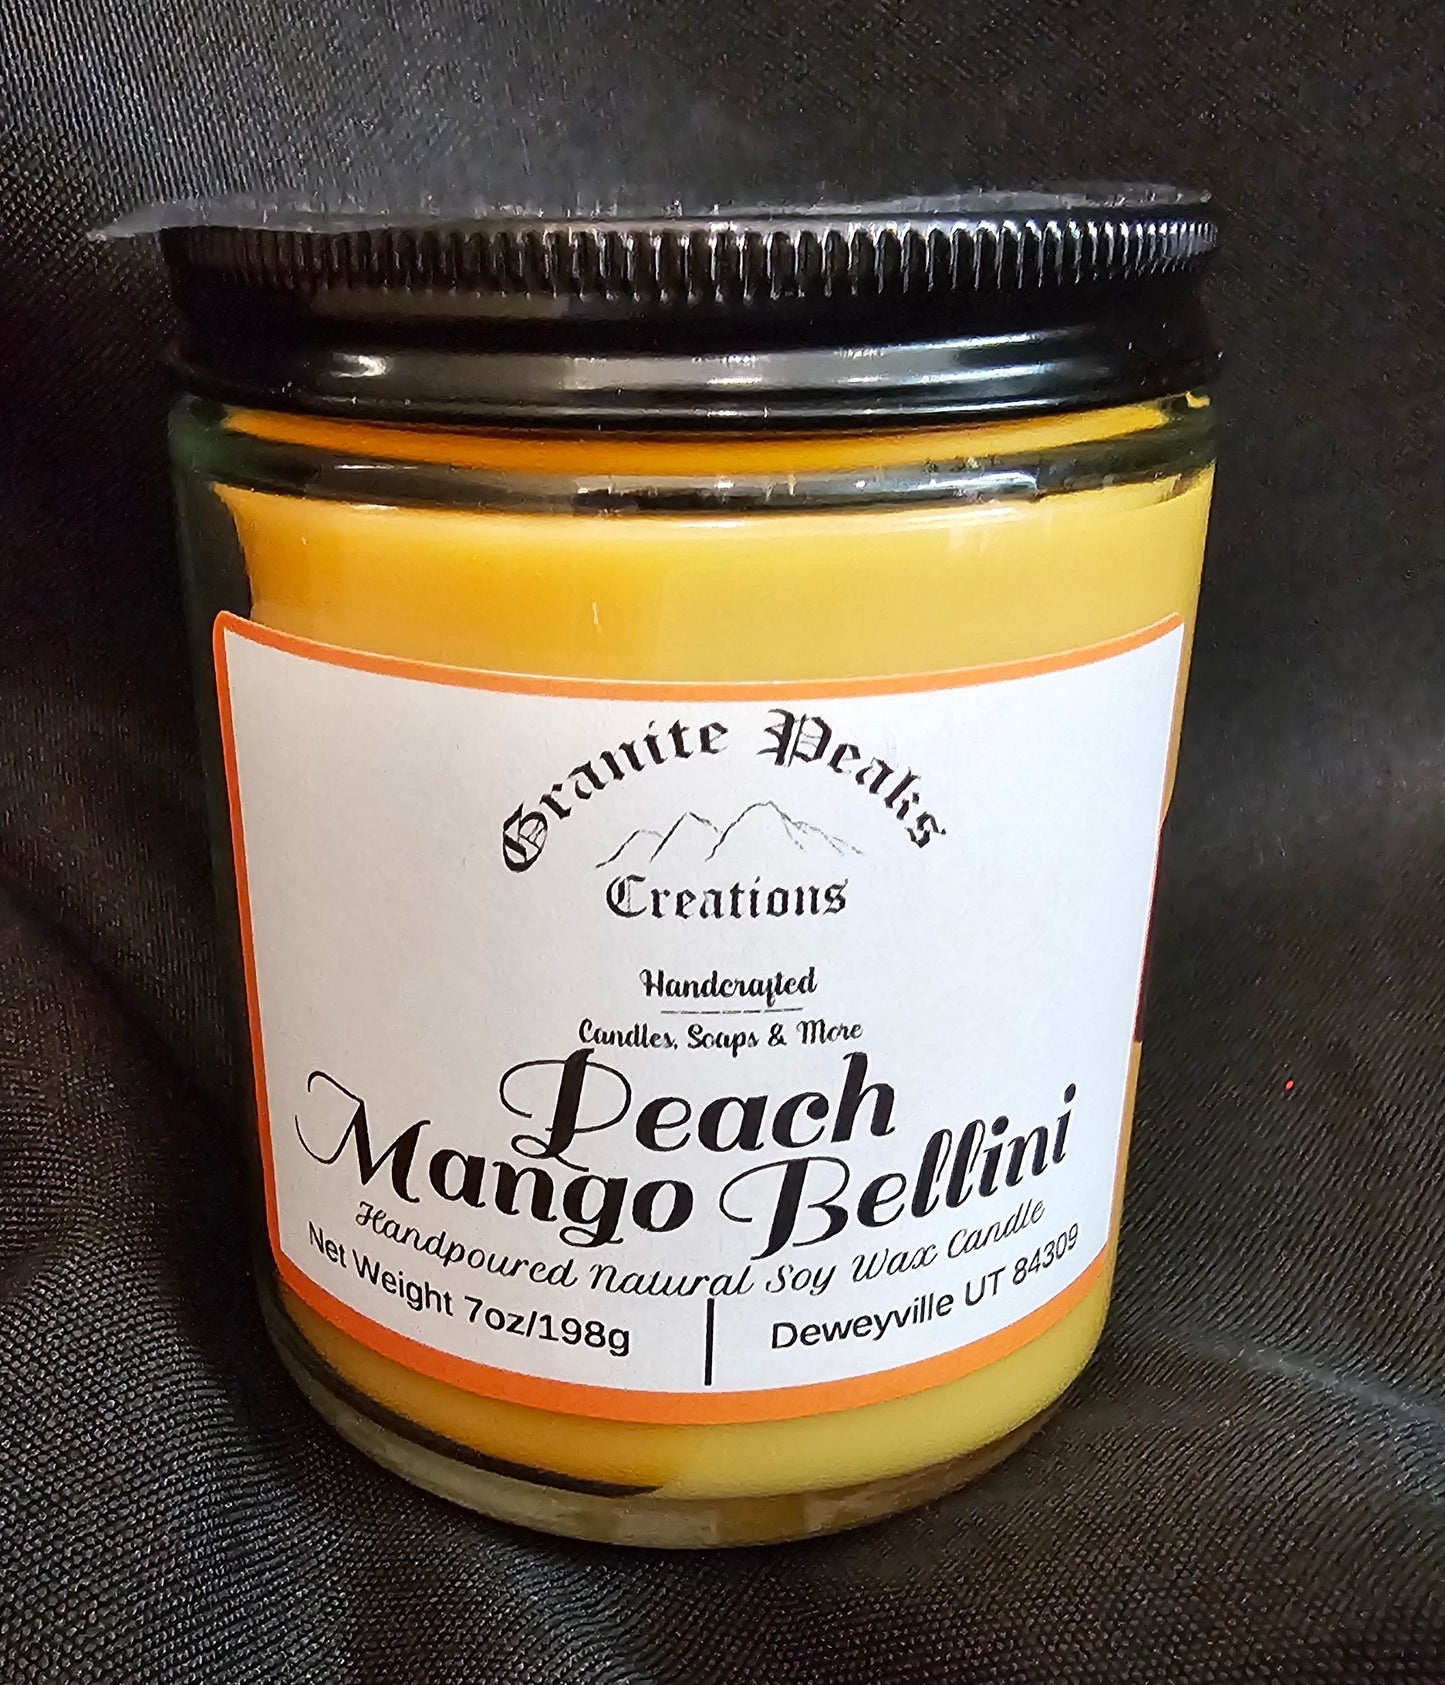 Granite Peaks
Creations
Handcrafted
Candles, Soaps & More
Peach
Mango Bellini
Handpoured Natural Soy Wax Candle
Net Weight 7oz/198g
Deweyville UT 84309